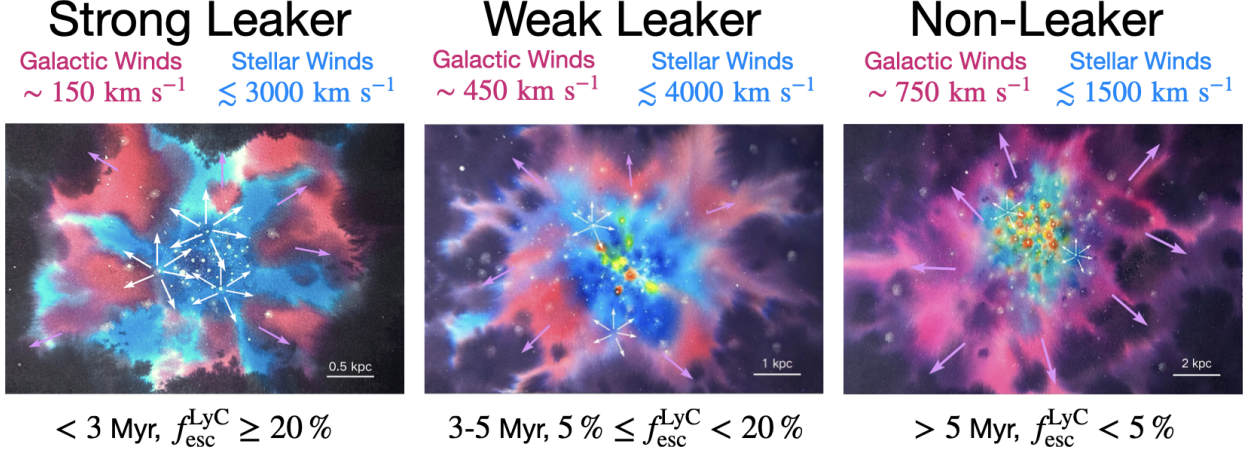 Strong Leaker
Galactic Winds
~ 150 km s⁻¹
Stellar Winds
≲ 3000 km s⁻¹
0.5 kpc
< 3 Myr, f_esc^LyC ≥ 20 %
Weak Leaker
Galactic Winds
~ 450 km s⁻¹
Stellar Winds
≲ 4000 km s⁻¹
1 kpc
3-5 Myr, 5 % ≤ f_esc^LyC < 20 %
Non-Leaker
Galactic Winds
~ 750 km s⁻¹
Stellar Winds
≲ 1500 km s⁻¹
2 kpc
> 5 Myr, f_esc^LyC < 5 %